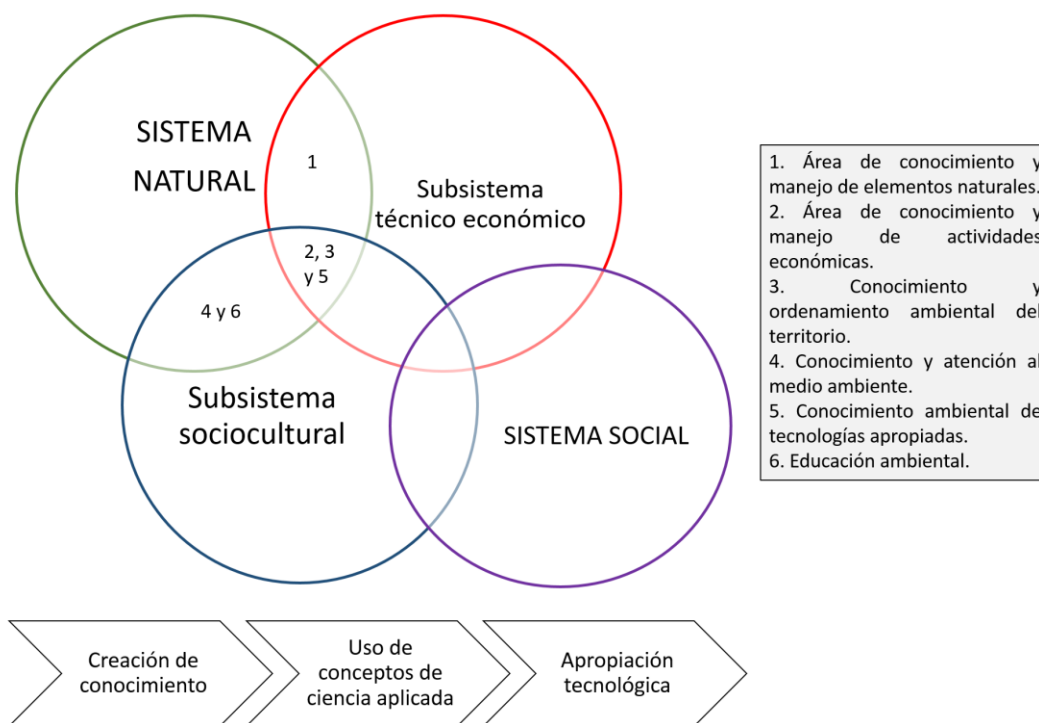 SISTEMA
NATURAL
1
Subsistema
técnico económico
2, 3
y 5
4 y 6
Subsistema
sociocultural
SISTEMA SOCIAL
1. Área de conocimiento y
manejo de elementos naturales.
2. Área de conocimiento y
manejo de actividades
económicas.
3. Conocimiento y
ordenamiento ambiental del
territorio.
4. Conocimiento y atención al
medio ambiente.
5. Conocimiento ambiental de
tecnologías apropiadas.
6. Educación ambiental.
Creación de
conocimiento
Uso de
conceptos de
ciencia aplicada
Apropiación
tecnológica